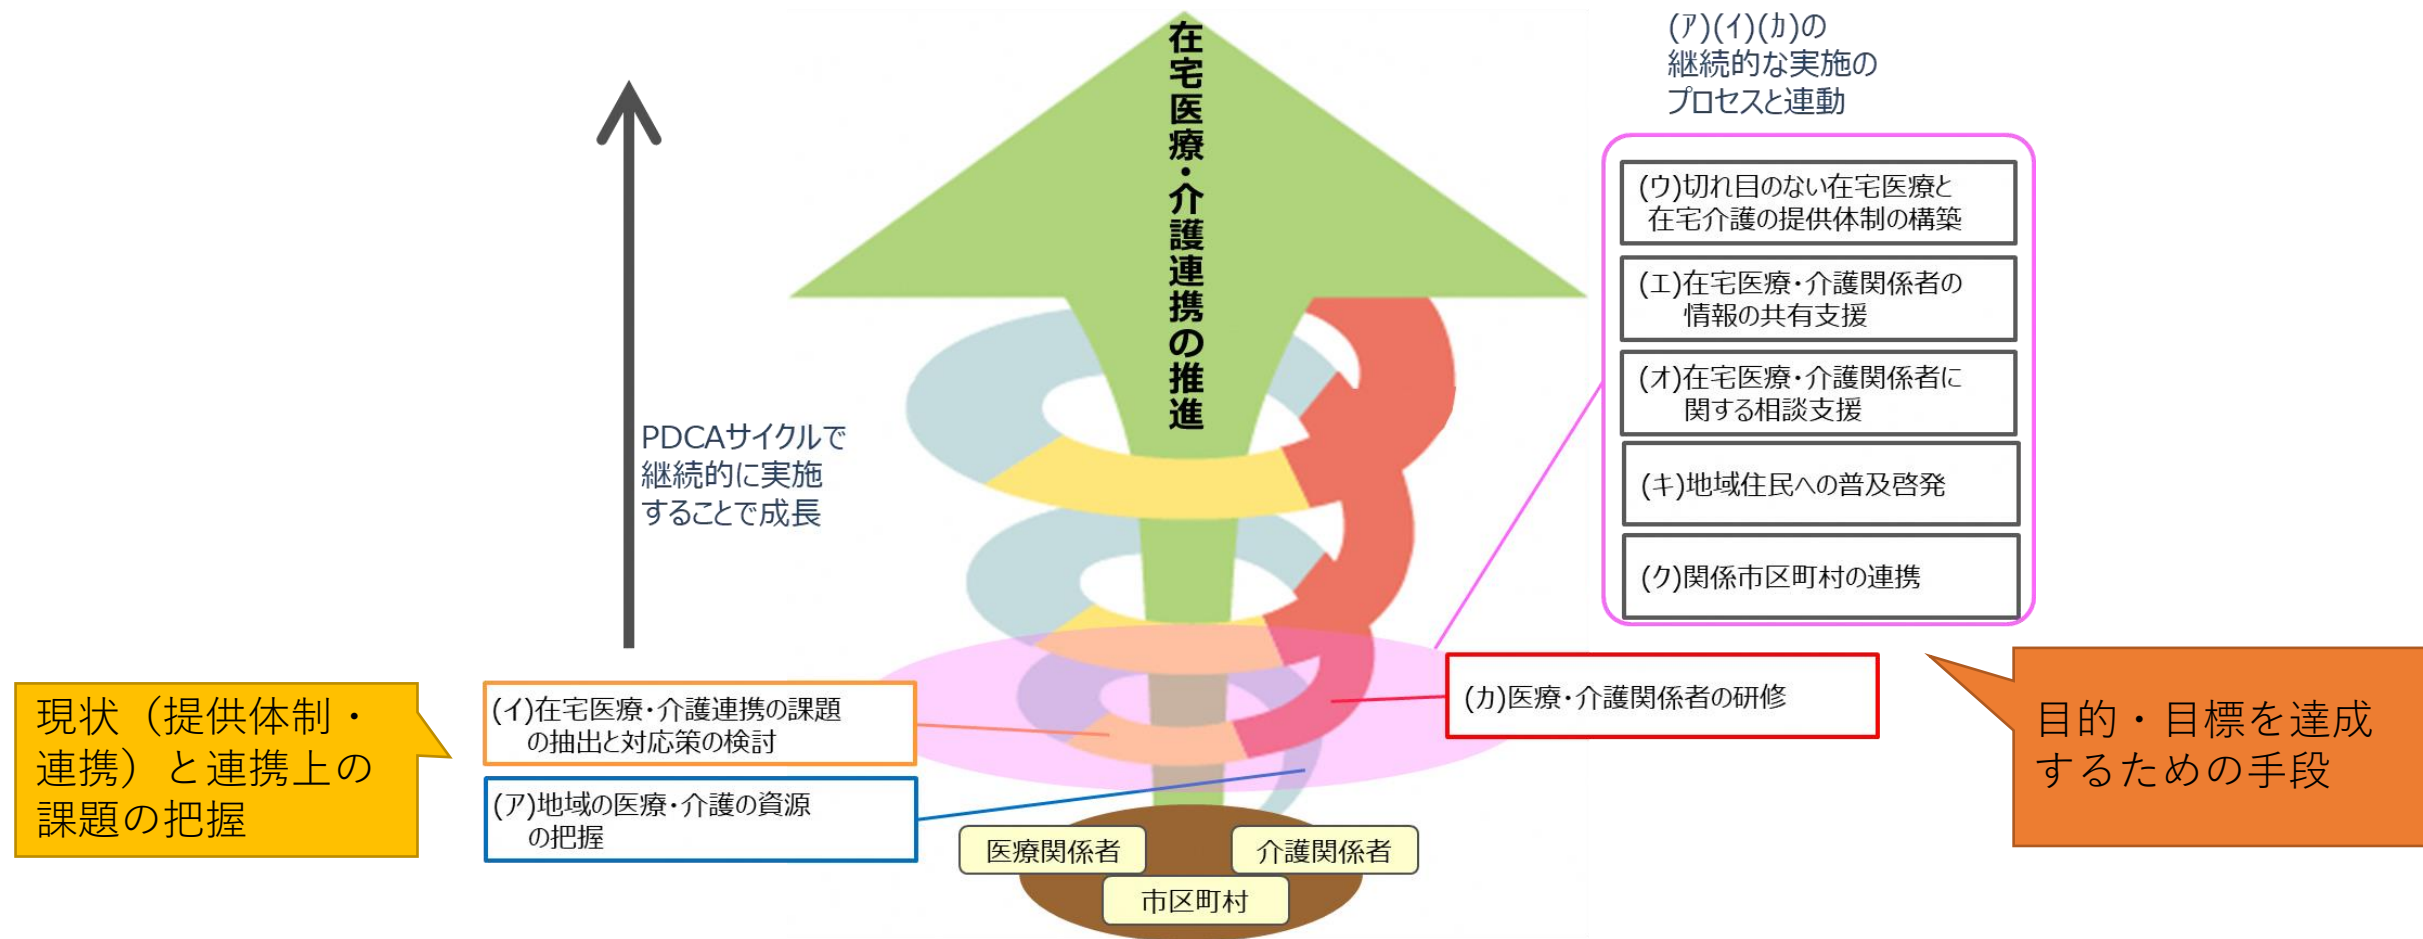 在宅医療・介護連携の推進
(ア)(イ)(カ)の
継続的な実施の
プロセスと連動
(ウ)切れ目のない在宅医療と
在宅介護の提供体制の構築
(エ)在宅医療・介護関係者の
情報の共有支援
(オ)在宅医療・介護関係者に
関する相談支援
(キ)地域住民への普及啓発
(ク)関係市区町村の連携
PDCAサイクルで
継続的に実施
することで成長
現状（提供体制・
連携）と連携上の
課題の把握
(イ)在宅医療・介護連携の課題
の抽出と対応策の検討
(ア)地域の医療・介護の資源
の把握
(カ)医療・介護関係者の研修
目的・目標を達成
するための手段
医療関係者
介護関係者
市区町村